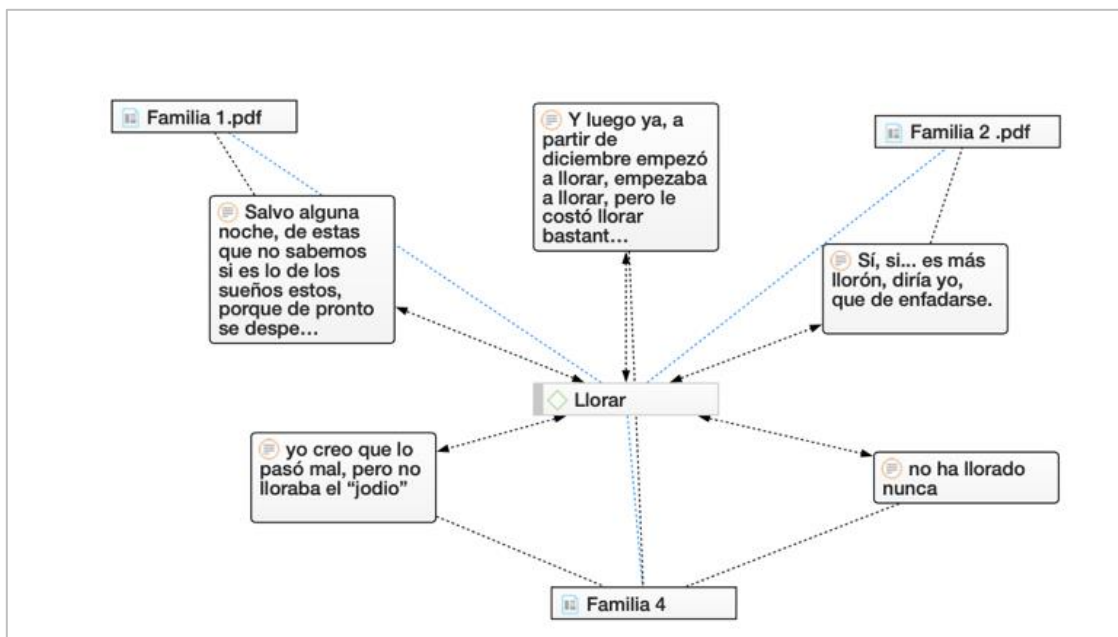 Familia 1.pdf
Y luego ya, a
partir de
diciembre empezó
a llorar, empezaba
a llorar, pero le
costó llorar
bastant...
Familia 2 .pdf
Salvo alguna
noche, de estas
que no sabemos
si es lo de los
sueños estos,
porque de pronto
se despe...
Sí, si... es más
llorón, diría yo,
que de enfadarse.
Llorar
yo creo que lo
pasó mal, pero no
lloraba el “jodio”
no ha llorado
nunca
Familia 4